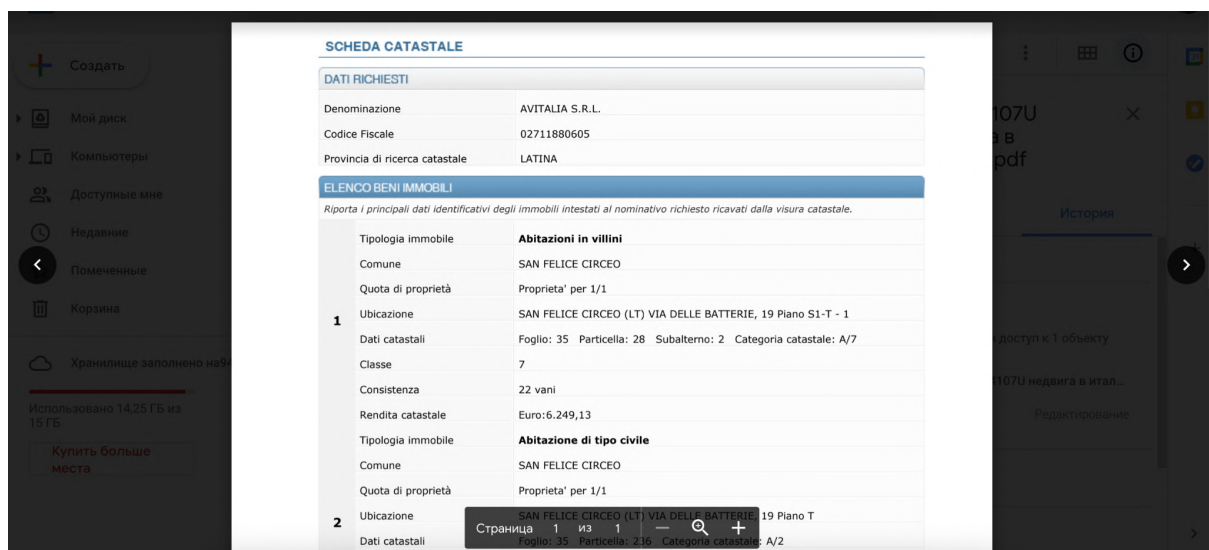 SCHEDA CATASTALE
DATI RICHIESTI
Denominazione AVITALIA S.R.L.
Codice Fiscale 02711880605
Provincia di ricerca catastale LATINA
ELENCO BENI IMMOBILI
Riporta i principali dati identificativi degli immobili intestati al nominativo richiesto ricavati dalla visura catastale.
1
Tipologia immobile Abitazioni in villini
Comune SAN FELICE CIRCEO
Quota di proprietà Proprieta' per 1/1
Ubicazione SAN FELICE CIRCEO (LT) VIA DELLE BATTERIE, 19 Piano S1-T - 1
Dati catastali Foglio: 35 Particella: 28 Subalterno: 2 Categoria catastale: A/7
Classe 7
Consistenza 22 vani
Rendita catastale Euro:6.249,13
2
Tipologia immobile Abitazione di tipo civile
Comune SAN FELICE CIRCEO
Quota di proprietà Proprieta' per 1/1
Ubicazione SAN FELICE CIRCEO (LT) VIA DELLE BATTERIE, 19 Piano T
Dati catastali Foglio: 35 Particella: 236 Categoria catastale: A/2
Страница 1 из 1
Создать
Мой диск
Компьютеры
Доступные мне
Недавние
Помеченные
Корзина
Хранилище заполнено на
Использовано 14,25 ГБ из
15 ГБ
Купить больше
места
107U
а в
pdf
История
доступ к 1 объекту
107U недвига в итал...
Редактирование